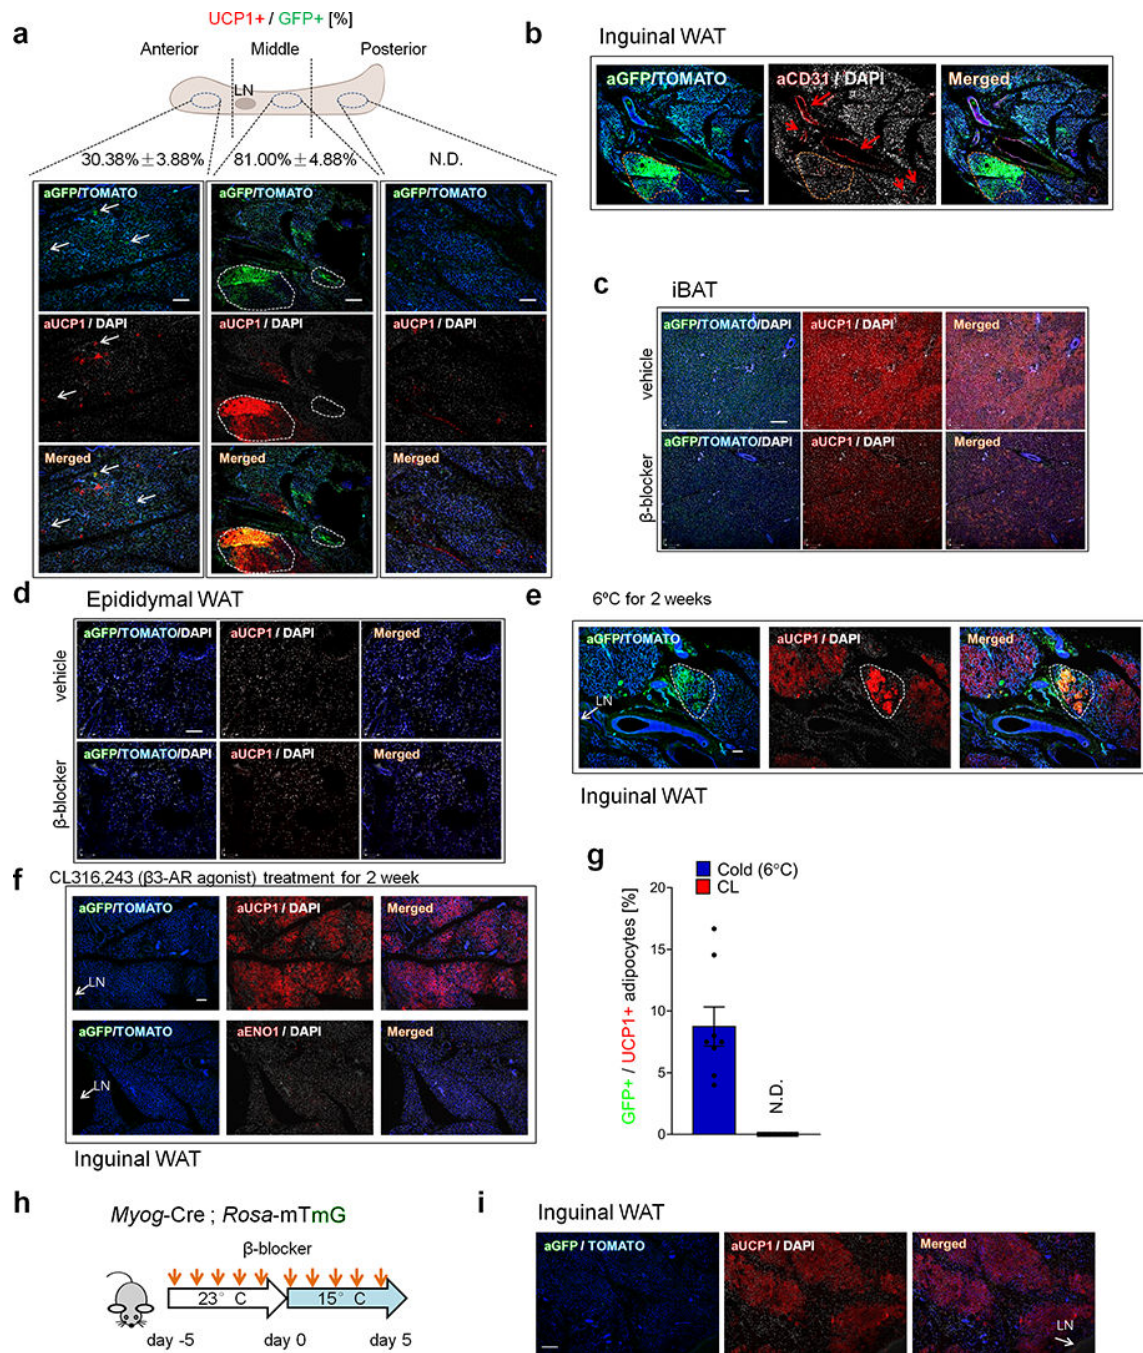 a
UCP1+ / GFP+ [%]
Anterior Middle Posterior
LN
30.38% ± 3.88% 81.00% ± 4.88% N.D.
aGFP/TOMATO aGFP/TOMATO aGFP/TOMATO
aUCP1 / DAPI aUCP1 / DAPI aUCP1 / DAPI
Merged Merged Merged
b
Inguinal WAT
aGFP/TOMATO aCD31 / DAPI Merged
c
iBAT
vehicle
aGFP/TOMATO/DAPI aUCP1 / DAPI Merged
β-blocker
aGFP/TOMATO/DAPI aUCP1 / DAPI Merged
d
Epididymal WAT
vehicle
aGFP/TOMATO/DAPI aUCP1 / DAPI Merged
β-blocker
aGFP/TOMATO/DAPI aUCP1 / DAPI Merged
e
6ºC for 2 weeks
aGFP/TOMATO aUCP1 / DAPI Merged
LN
Inguinal WAT
f
CL316,243 (β3-AR agonist) treatment for 2 week
aGFP/TOMATO aUCP1 / DAPI Merged
LN
aGFP/TOMATO aENO1 / DAPI Merged
LN
Inguinal WAT
g
Cold (6ºC)
CL
GFP+ / UCP1+ adipocytes [%]
20
15
10
5
0
N.D.
h
Myog-Cre ; Rosa-mTmG
β-blocker
23° C 15° C
day -5 day 0 day 5
i
Inguinal WAT
aGFP / TOMATO aUCP1 / DAPI Merged
LN